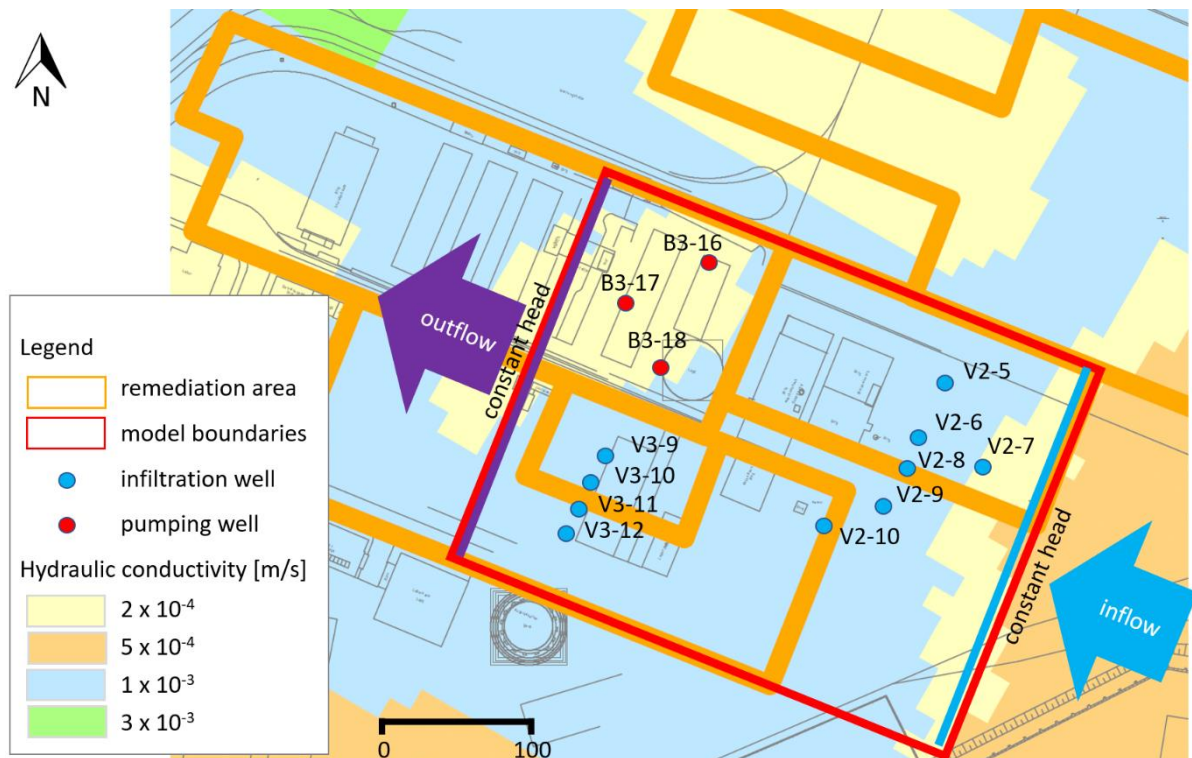 N
B3-16
B3-17
B3-18
outflow
constant head
V2-5
V2-6
V2-7
V2-8
V2-9
V2-10
V3-9
V3-10
V3-11
V3-12
constant head
inflow
Legend
remediation area
model boundaries
infiltration well
pumping well
Hydraulic conductivity [m/s]
2 x 10⁻⁴
5 x 10⁻⁴
1 x 10⁻³
3 x 10⁻³
0 100